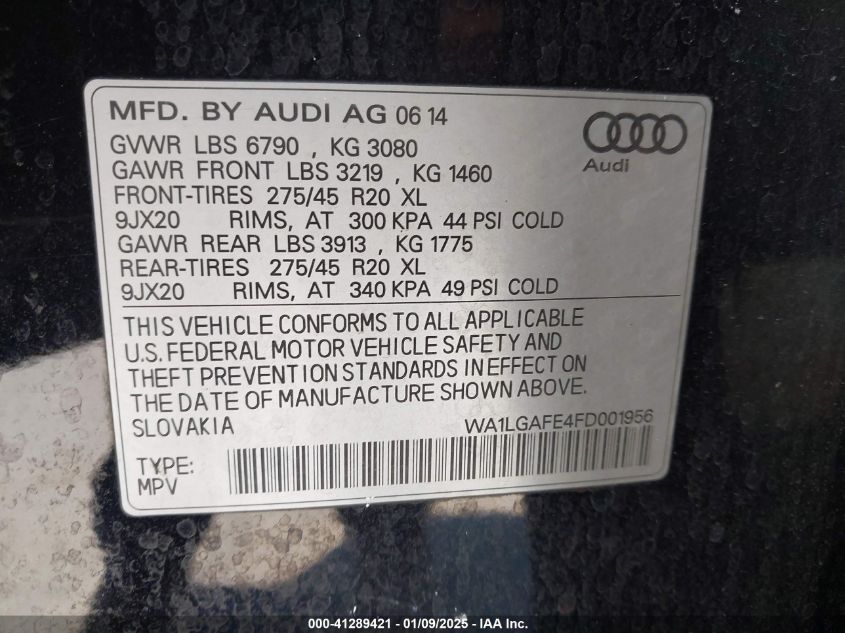 MFD. BY AUDI AG 06 14
Audi
GVWR LBS 6790 , KG 3080
GAWR FRONT LBS 3219 , KG 1460
FRONT-TIRES 275/45 R20 XL
9JX20 RIMS, AT 300 KPA 44 PSI COLD
GAWR REAR LBS 3913 , KG 1775
REAR-TIRES 275/45 R20 XL
9JX20 RIMS, AT 340 KPA 49 PSI COLD
THIS VEHICLE CONFORMS TO ALL APPLICABLE
U.S. FEDERAL MOTOR VEHICLE SAFETY AND
THEFT PREVENTION STANDARDS IN EFFECT ON
THE DATE OF MANUFACTURE SHOWN ABOVE.
SLOVAKIA WA1LGAFE4FD001956
TYPE:
MPV
000-41289421 - 01/09/2025 - IAA Inc.